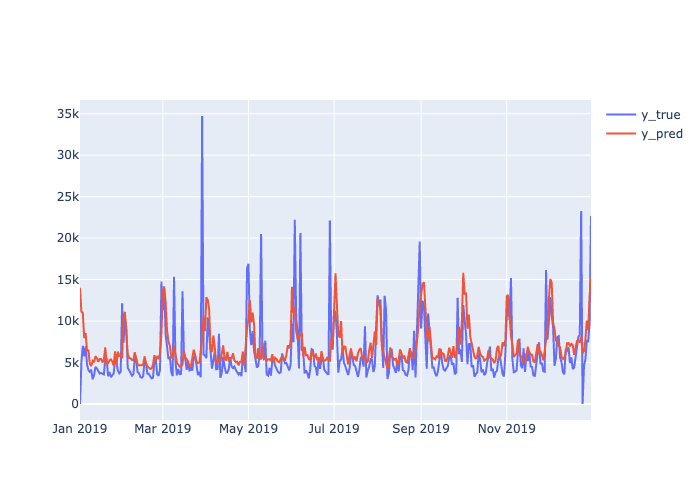 35k
30k
25k
20k
15k
10k
5k
0
Jan 2019
Mar 2019
May 2019
Jul 2019
Sep 2019
Nov 2019
y_true
y_pred